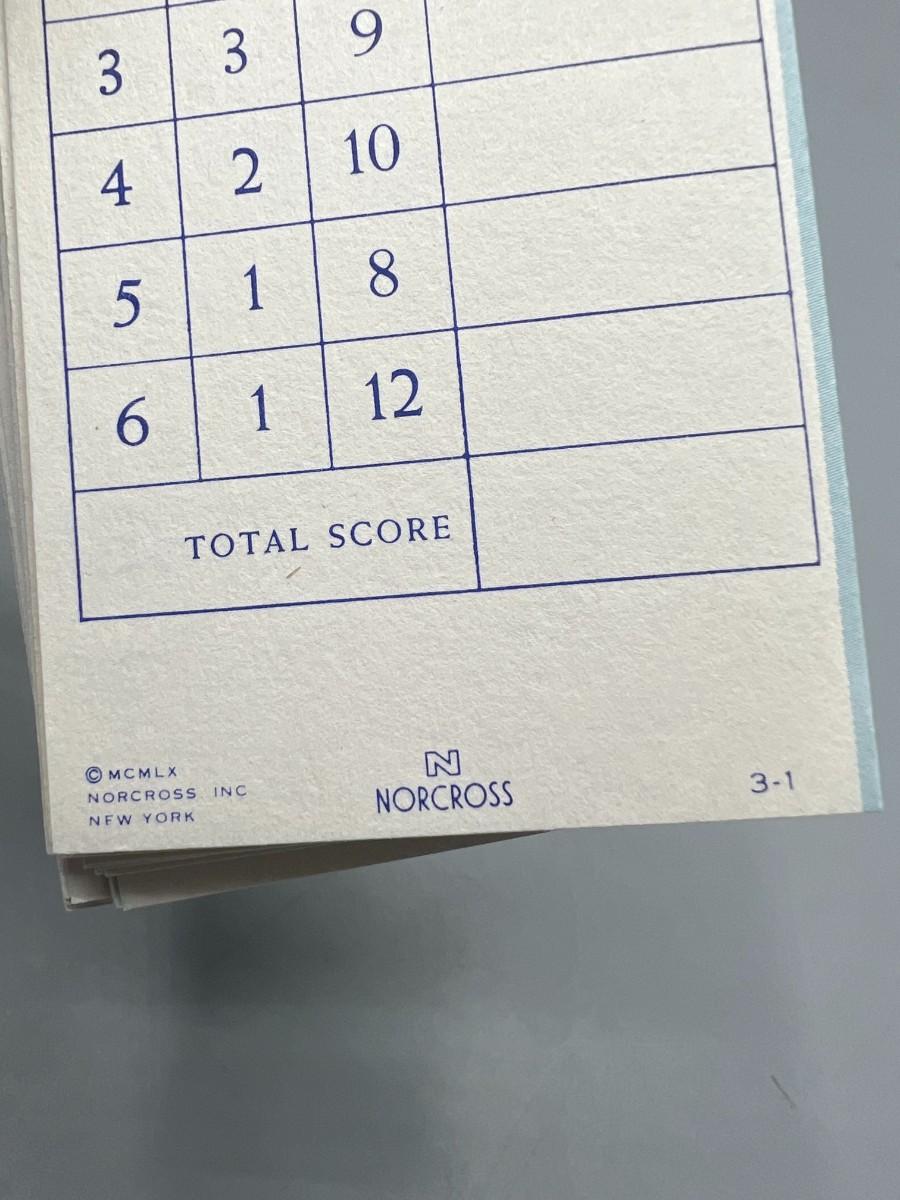 3 3 9
4 2 10
5 1 8
6 1 12
TOTAL SCORE
© MCMLX
NORCROSS INC
NEW YORK
N
NORCROSS
3-1